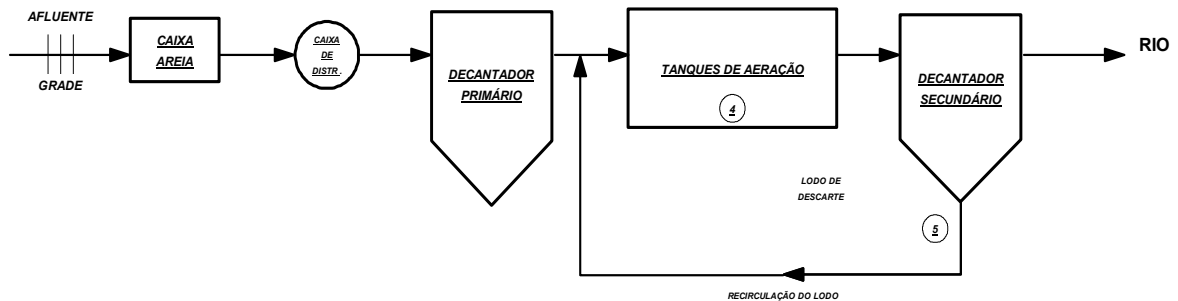 AFLUENTE
GRADE
CAIXA
AREIA
CAIXA
DE
DISTR.
DECANTADOR
PRIMÁRIO
TANQUES DE AERAÇÃO
4
DECANTADOR
SECUNDÁRIO
RIO
LODO DE
DESCARTE
5
RECIRCULAÇÃO DO LODO